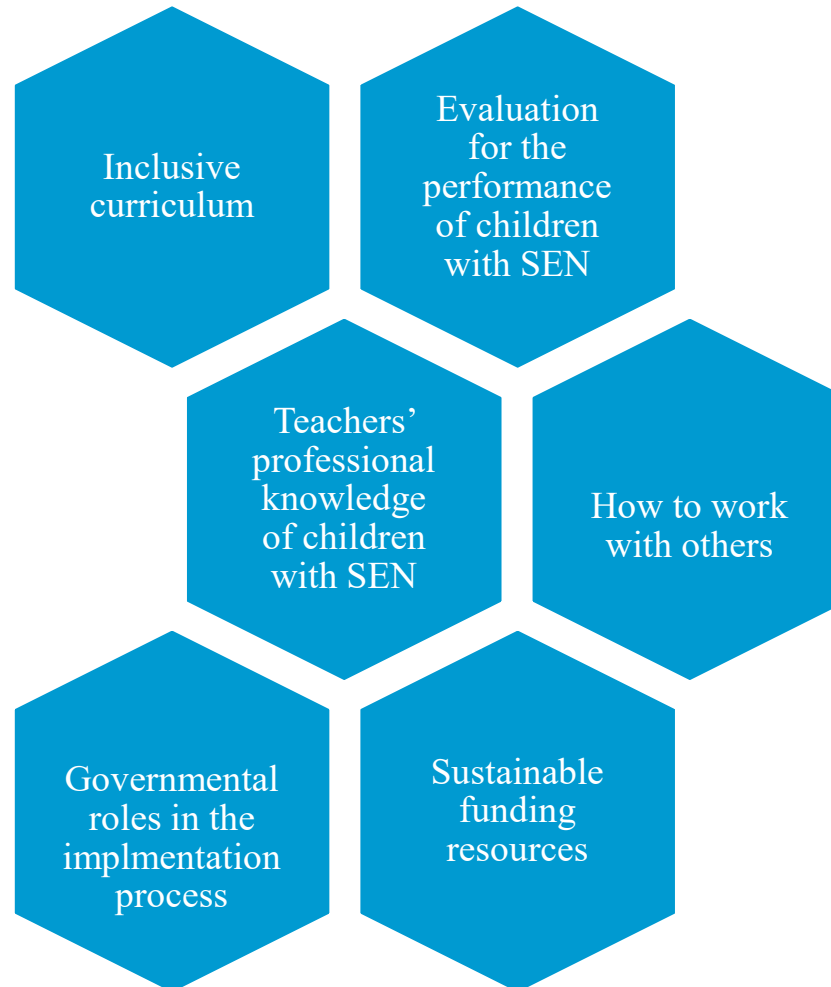 Inclusive
curriculum
Evaluation
for the
performance
of children
with SEN
Teachers’
professional
knowledge
of children
with SEN
How to work
with others
Governmental
roles in the
implmentation
process
Sustainable
funding
resources